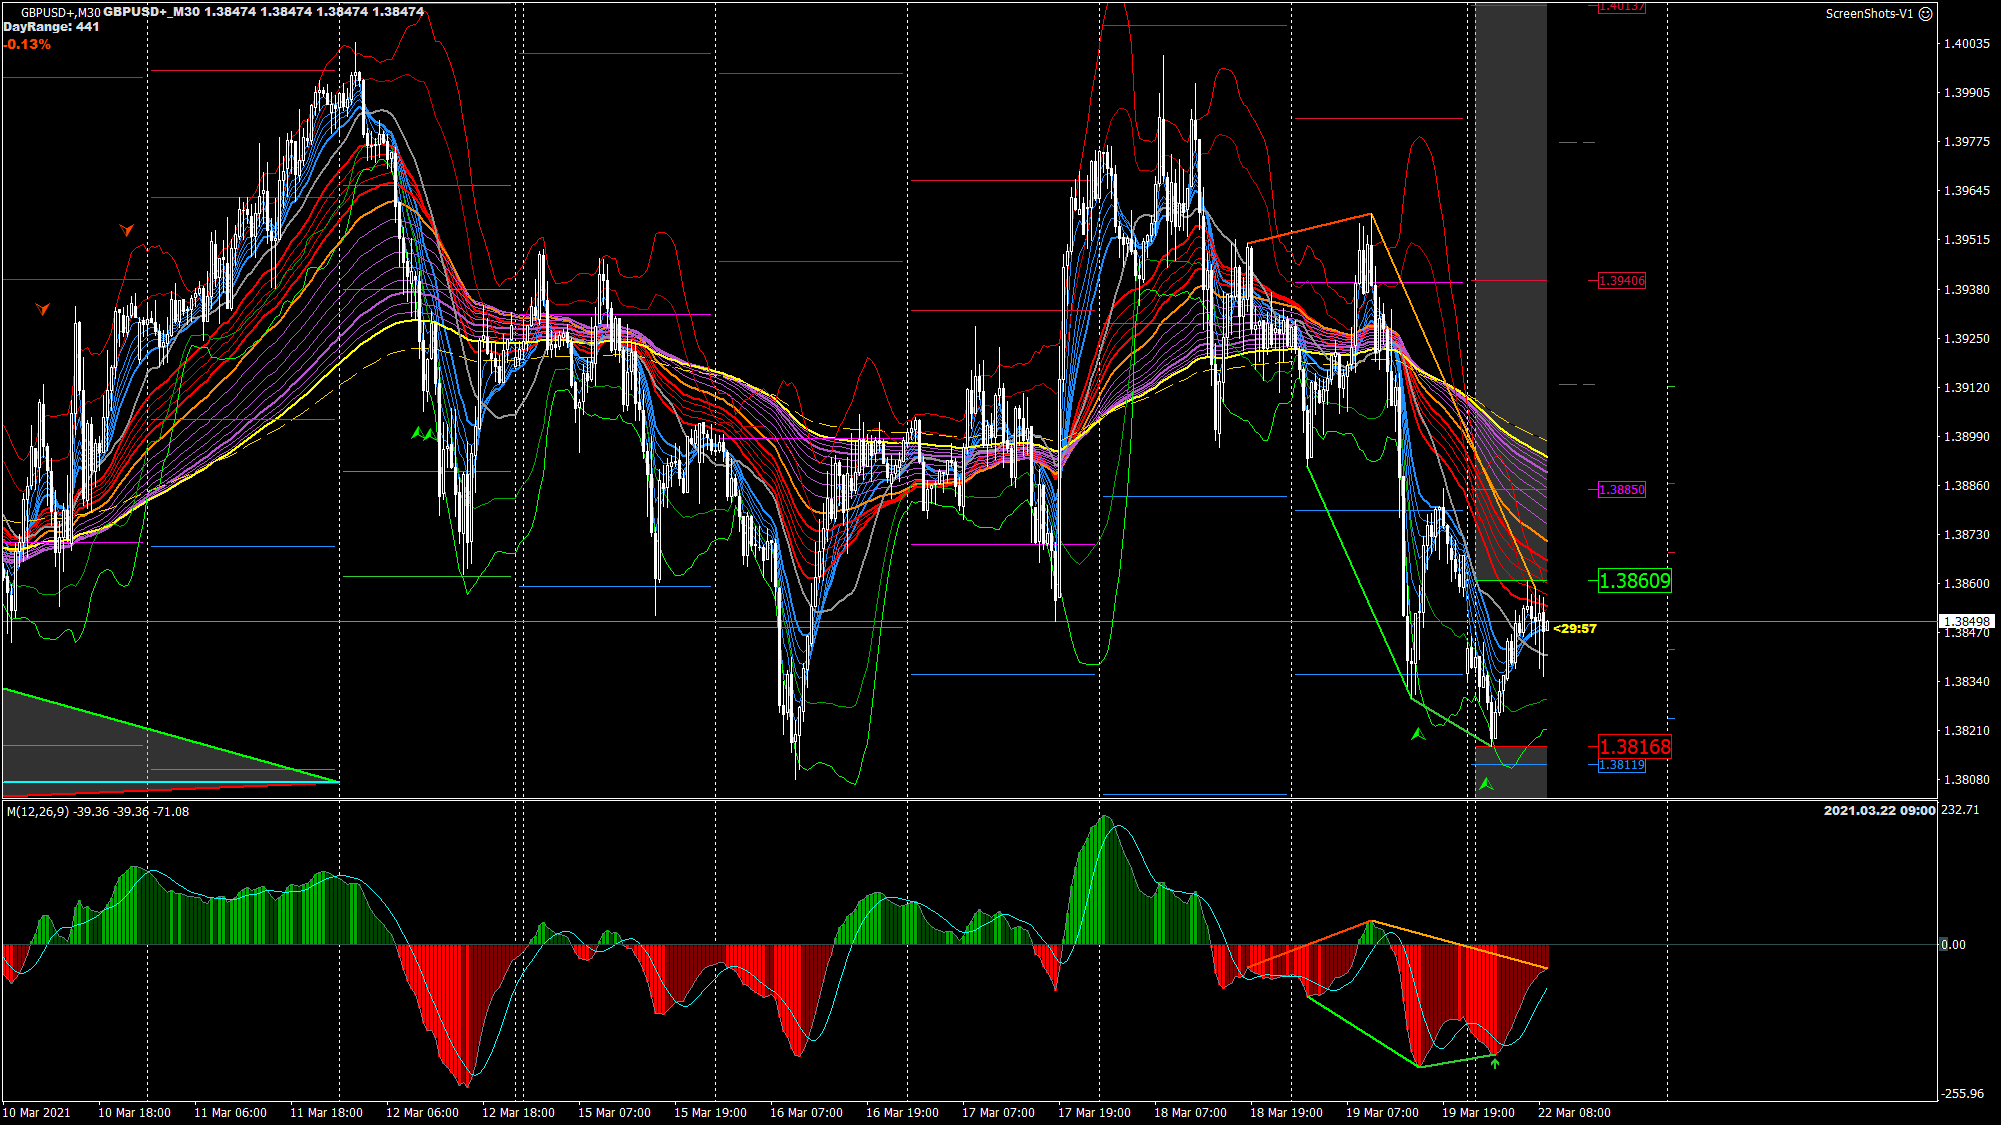 GBPUSD+,M30 GBPUSD+_M30 1.38474 1.38474 1.38474 1.38474
DayRange: 441
-0.13%
ScreenShots-V1
1.40137
1.40035
1.39905
1.39775
1.39645
1.39515
1.39406
1.39380
1.39250
1.39120
1.38990
1.38850
1.38860
1.38730
1.38609
1.38600
1.38498
<29:57
1.38470
1.38340
1.38168
1.38210
1.38119
1.38080
M(12,26,9) -39.36 -39.36 -71.08
2021.03.22 09:00
232.71
0.00
-255.96
10 Mar 2021
10 Mar 18:00
11 Mar 06:00
11 Mar 18:00
12 Mar 06:00
12 Mar 18:00
15 Mar 07:00
15 Mar 19:00
16 Mar 07:00
16 Mar 19:00
17 Mar 07:00
17 Mar 19:00
18 Mar 07:00
18 Mar 19:00
19 Mar 07:00
19 Mar 19:00
22 Mar 08:00